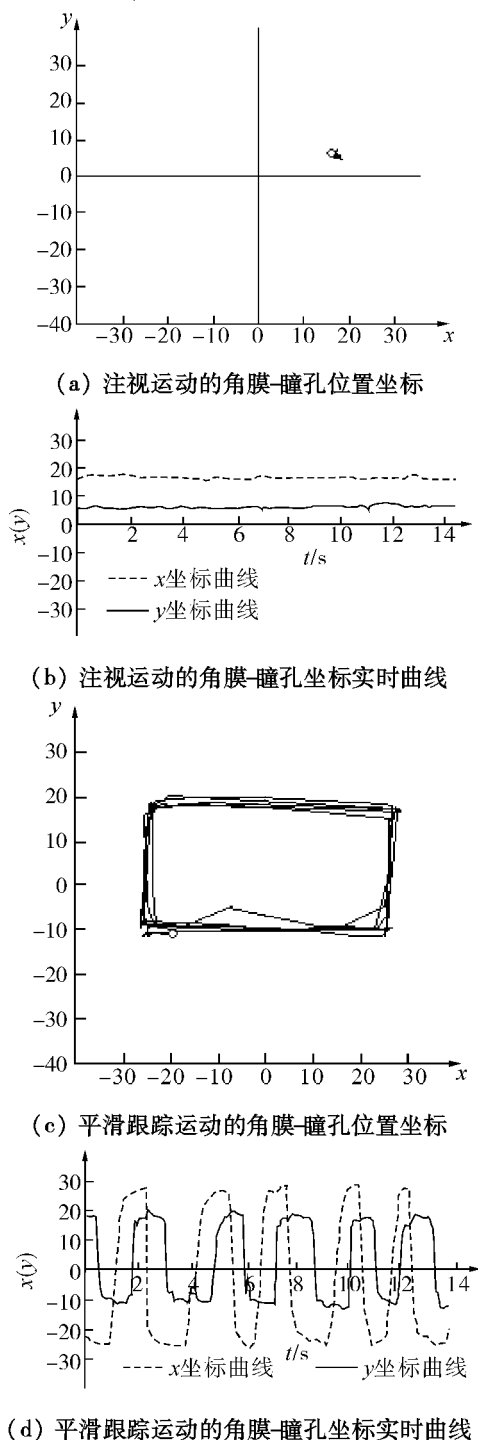 y
30
20
10
0
−10
−20
−30
−40
−30 −20 −10 0 10 20 30 x
(a) 注视运动的角膜-瞳孔位置坐标
30
20
10
0
−10
−20
−30
x(y)
2 4 6 8 10 12 14
t/s
x坐标曲线
y坐标曲线
(b) 注视运动的角膜-瞳孔坐标实时曲线
y
30
20
10
0
−10
−20
−30
−40
−30 −20 −10 0 10 20 30 x
(c) 平滑跟踪运动的角膜-瞳孔位置坐标
30
20
10
0
−10
−20
−30
x(y)
2 4 6 8 10 12 14
t/s
x坐标曲线 y坐标曲线
(d) 平滑跟踪运动的角膜-瞳孔坐标实时曲线